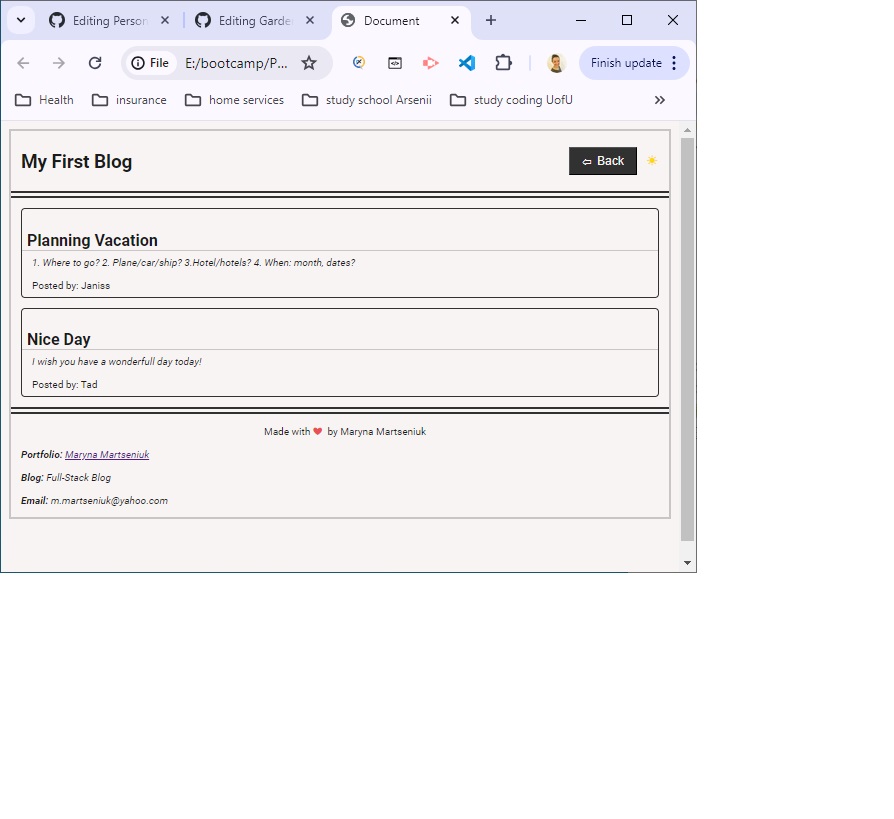 Editing Person
Editing Garde
Document
File
E:/bootcamp/P...
Finish update
Health
insurance
home services
study school Arsenii
study coding UofU
My First Blog
⇦ Back
Planning Vacation
1. Where to go? 2. Plane/car/ship? 3.Hotel/hotels? 4. When: month, dates?
Posted by: Janiss
Nice Day
I wish you have a wonderfull day today!
Posted by: Tad
Made with ❤ by Maryna Martseniuk
Portfolio: Maryna Martseniuk
Blog: Full-Stack Blog
Email: m.martseniuk@yahoo.com